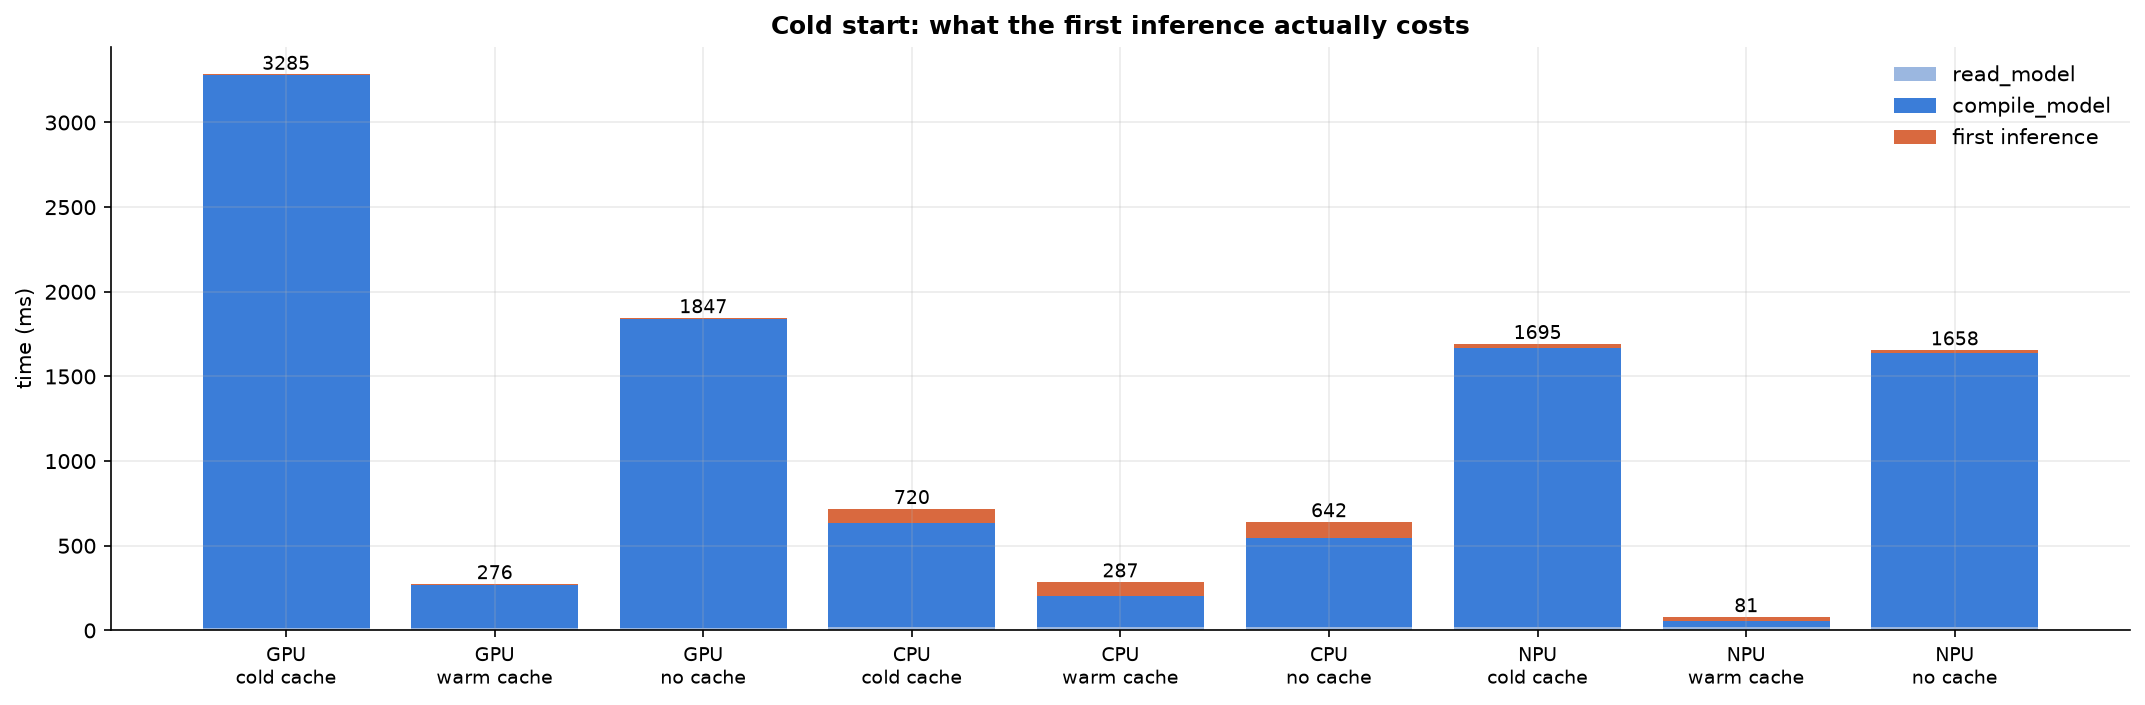 Cold start: what the first inference actually costs
read_model
compile_model
first inference
time (ms)
3000
2500
2000
1500
1000
500
0
3285
276
1847
720
287
642
1695
81
1658
GPU
cold cache
GPU
warm cache
GPU
no cache
CPU
cold cache
CPU
warm cache
CPU
no cache
NPU
cold cache
NPU
warm cache
NPU
no cache